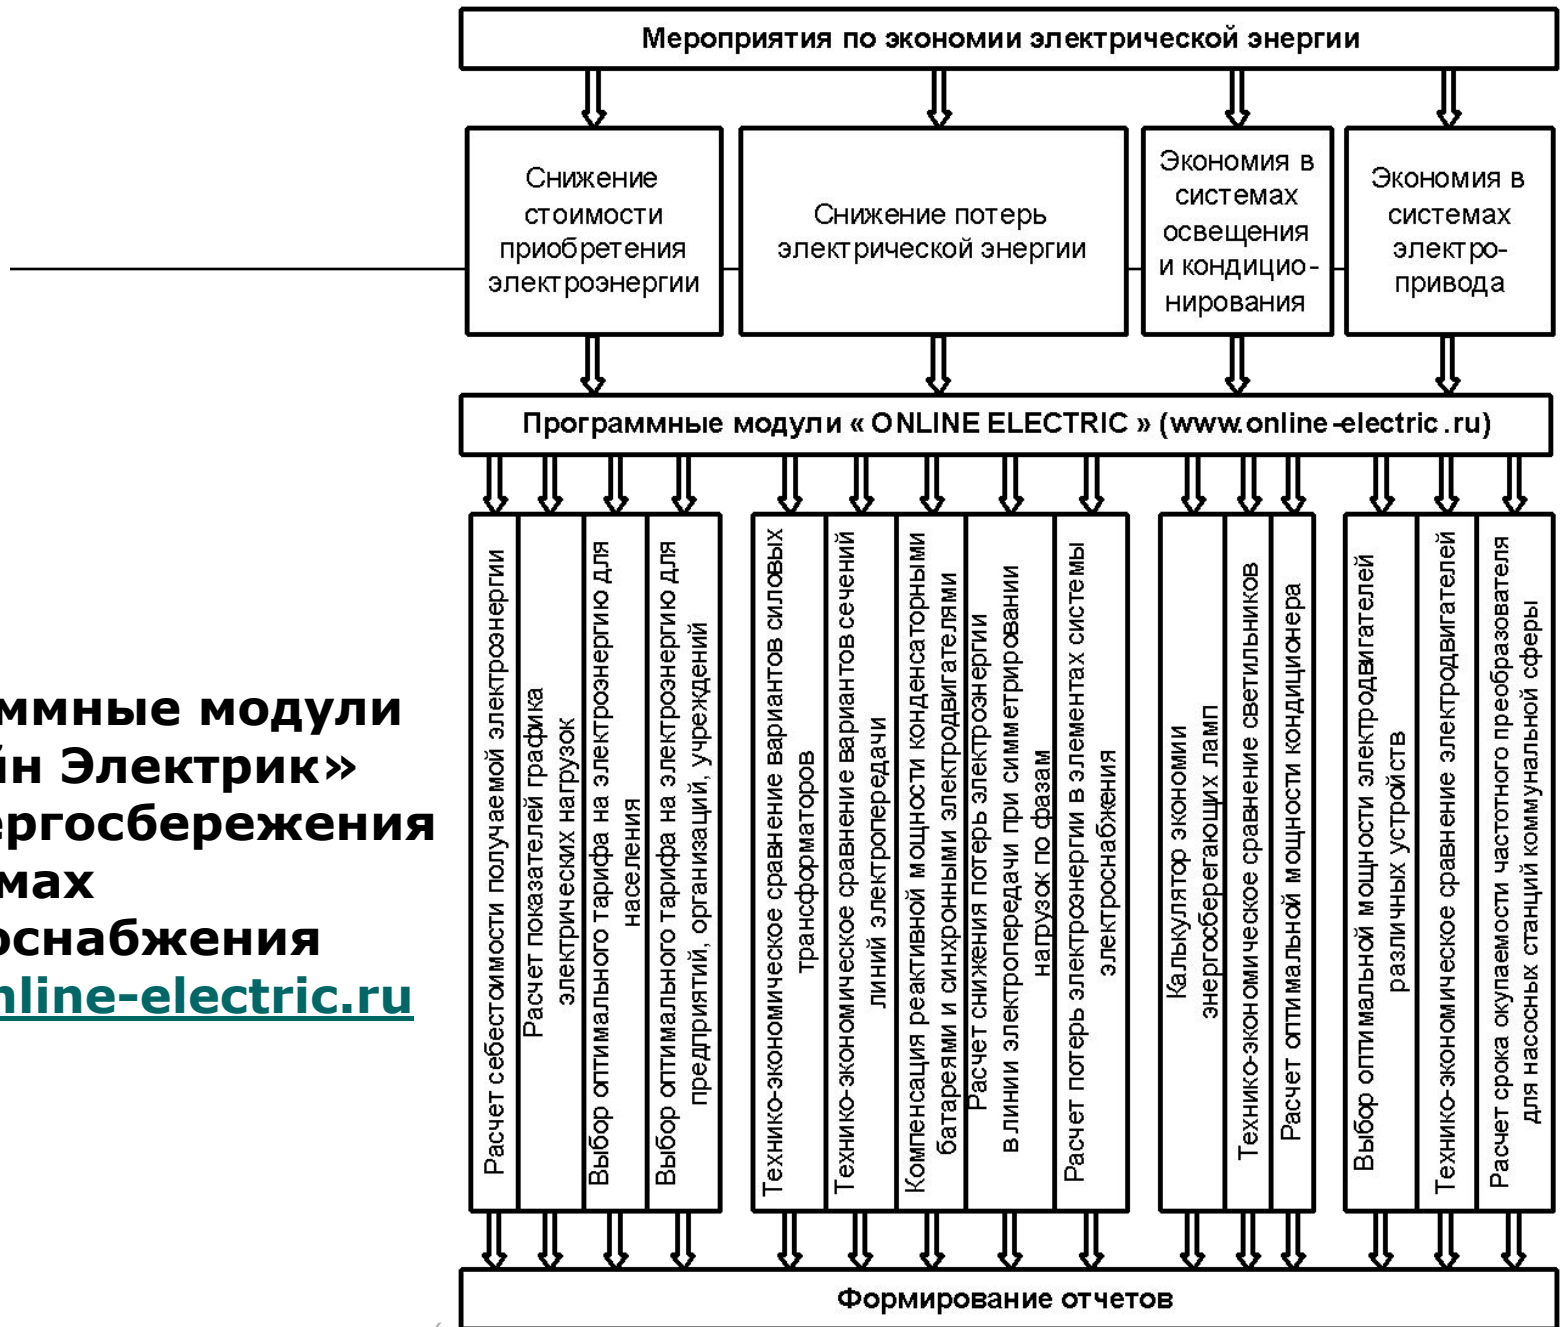 Мероприятия по экономии электрической энергии
Снижение
стоимости
приобретения
электроэнергии
Снижение потерь
электрической энергии
Экономия в
системах
освещения
и кондицио-
нирования
Экономия в
системах
электро-
привода
Программные модули « ONLINE ELECTRIC » (www.online-electric.ru)
Расчет себестоимости получаемой электроэнергии
Расчет показателей графика
электрических нагрузок
Выбор оптимального тарифа на электроэнергию для
населения
Выбор оптимального тарифа на электроэнергию для
предприятий, организаций, учреждений
Технико-экономическое сравнение вариантов силовых
трансформаторов
Технико-экономическое сравнение вариантов сечений
линий электропередачи
Компенсация реактивной мощности конденсаторными
батареями и синхронными электродвигателями
Расчет снижения потерь электроэнергии
в линии электропередачи при симметрировании
нагрузок по фазам
Расчет потерь электроэнергии в элементах системы
электроснабжения
Калькулятор экономии
энергосберегающих ламп
Технико-экономическое сравнение светильников
Расчет оптимальной мощности кондиционера
Выбор оптимальной мощности электродвигателей
различных устройств
Технико-экономическое сравнение электродвигателей
Расчет срока окупаемости частотного преобразователя
для насосных станций коммунальной сферы
Формирование отчетов
ммные модули
йн Электрик»
ергосбережения
мах
оснабжения
nline-electric.ru